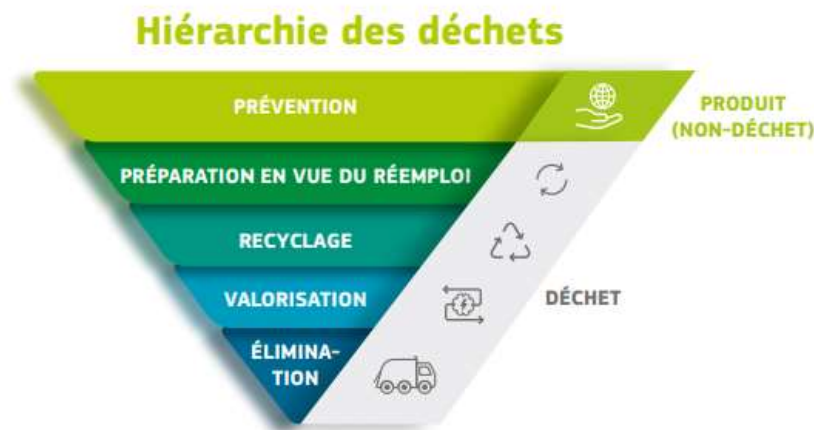 Hiérarchie des déchets
PRÉVENTION
PRODUIT
(NON-DÉCHET)
PRÉPARATION EN VUE DU RÉEMPLOI
RECYCLAGE
VALORISATION
DÉCHET
ÉLIMINA-
TION